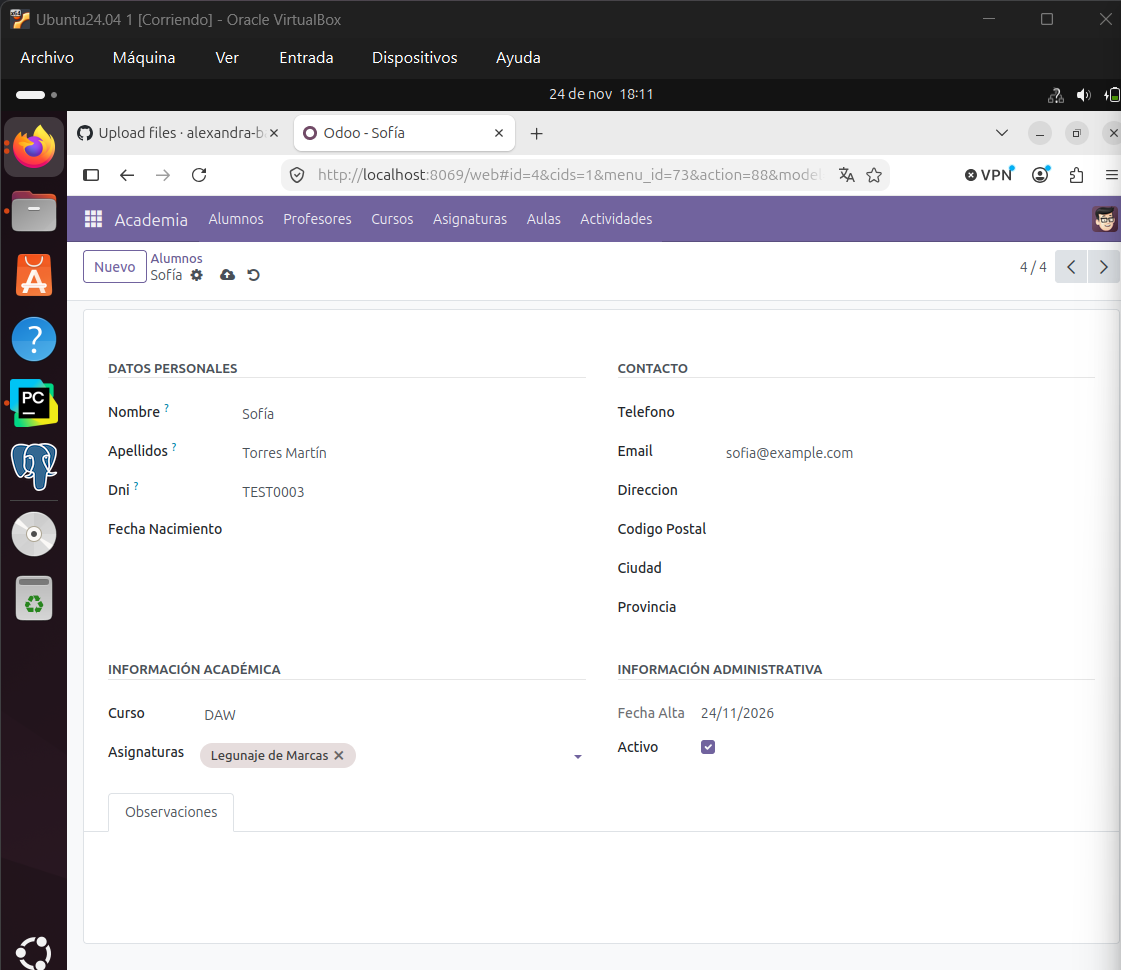 Ubuntu24.04 1 [Corriendo] - Oracle VirtualBox
Archivo Máquina Ver Entrada Dispositivos Ayuda
24 de nov 18:11
Upload files · alexandra-b
Odoo - Sofía
http://localhost:8069/web#id=4&cids=1&menu_id=73&action=88&model
VPN
Academia Alumnos Profesores Cursos Asignaturas Aulas Actividades
Nuevo
Alumnos
Sofía
4 / 4
DATOS PERSONALES
Nombre ? Sofía
Apellidos ? Torres Martín
Dni ? TEST0003
Fecha Nacimiento
CONTACTO
Telefono
Email sofia@example.com
Direccion
Codigo Postal
Ciudad
Provincia
INFORMACIÓN ACADÉMICA
Curso DAW
Asignaturas Legunaje de Marcas
INFORMACIÓN ADMINISTRATIVA
Fecha Alta 24/11/2026
Activo
Observaciones
PC